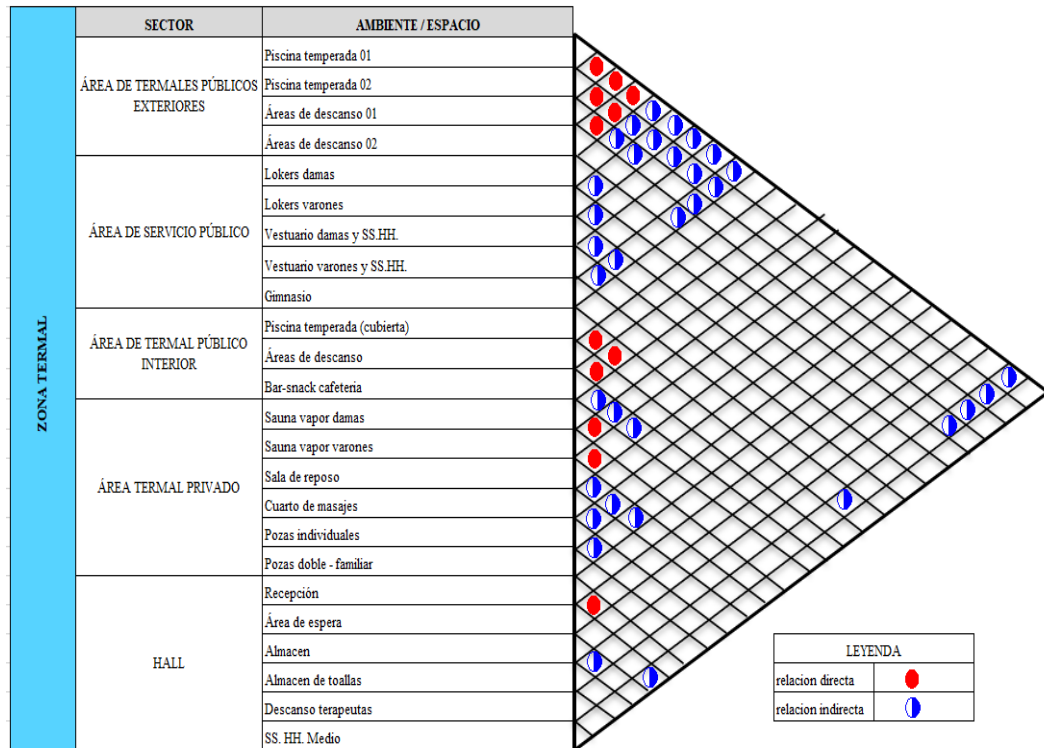 SECTOR AMBIENTE / ESPACIO
ZONA TERMAL
ÁREA DE TERMALES PÚBLICOS
EXTERIORES
Piscina temperada 01
Piscina temperada 02
Áreas de descanso 01
Áreas de descanso 02
ÁREA DE SERVICIO PÚBLICO
Lokers damas
Lokers varones
Vestuario damas y SS.HH.
Vestuario varones y SS.HH.
Gimnasio
ÁREA DE TERMAL PÚBLICO
INTERIOR
Piscina temperada (cubierta)
Áreas de descanso
Bar-snack cafeteria
ÁREA TERMAL PRIVADO
Sauna vapor damas
Sauna vapor varones
Sala de reposo
Cuarto de masajes
Pozas individuales
Pozas doble - familiar
HALL
Recepción
Área de espera
Almacen
Almacen de toallas
Descanso terapeutas
SS. HH. Medio
LEYENDA
relacion directa
relacion indirecta